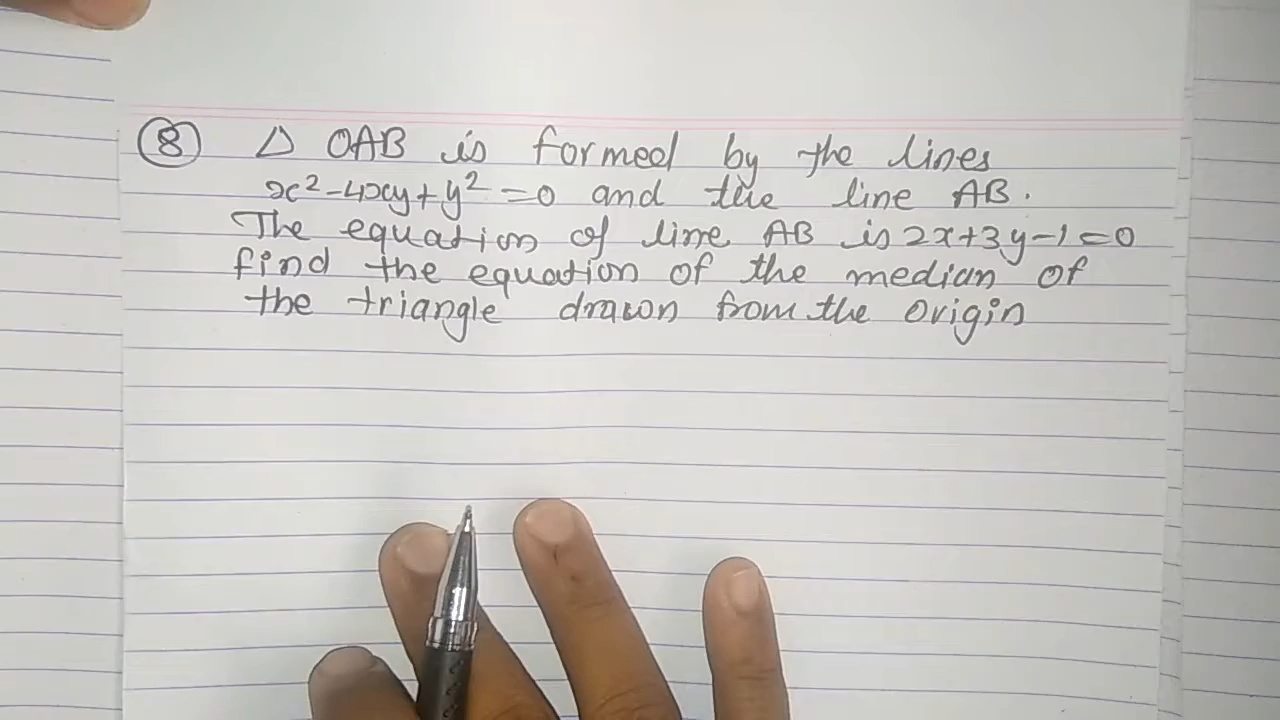 ⑧ △ OAB is formed by the lines
x²-4xy+y²=0 and the line AB.
The equation of line AB is 2x+3y-1=0
find the equation of the median of
the triangle drawn from the origin